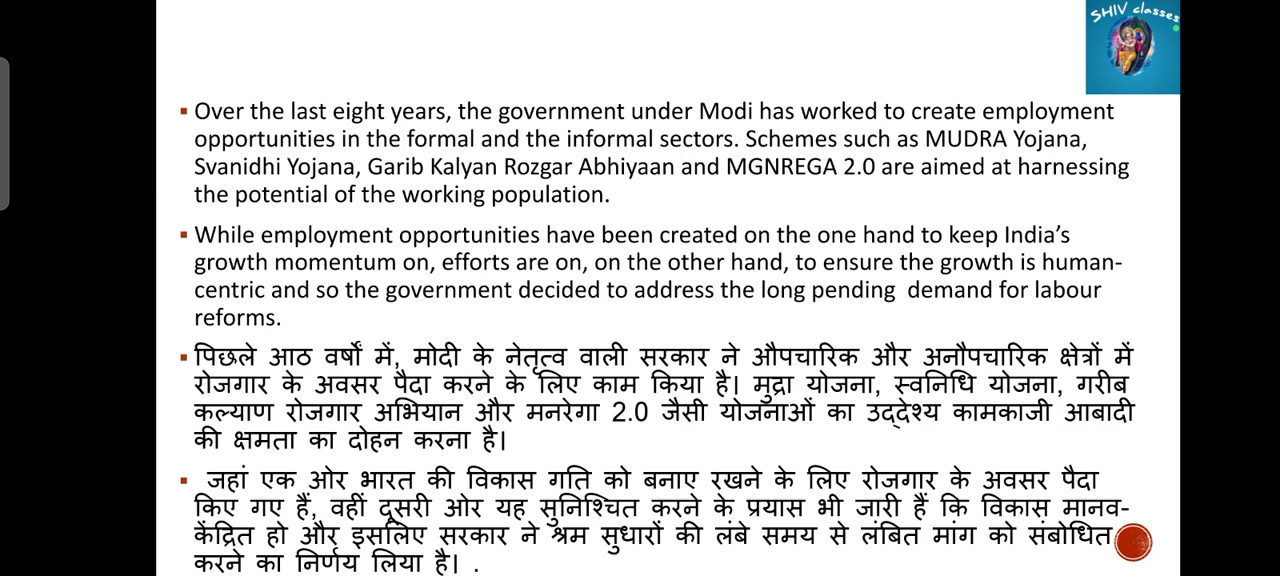 SHIV classes
▪ Over the last eight years, the government under Modi has worked to create employment
opportunities in the formal and the informal sectors. Schemes such as MUDRA Yojana,
Svanidhi Yojana, Garib Kalyan Rozgar Abhiyaan and MGNREGA 2.0 are aimed at harnessing
the potential of the working population.
▪ While employment opportunities have been created on the one hand to keep India’s
growth momentum on, efforts are on, on the other hand, to ensure the growth is human-
centric and so the government decided to address the long pending demand for labour
reforms.
▪ पिछले आठ वर्षों में, मोदी के नेतृत्व वाली सरकार ने औपचारिक और अनौपचारिक क्षेत्रों में
रोजगार के अवसर पैदा करने के लिए काम किया है। मुद्रा योजना, स्वनिधि योजना, गरीब
कल्याण रोजगार अभियान और मनरेगा 2.0 जैसी योजनाओं का उद्देश्य कामकाजी आबादी
की क्षमता का दोहन करना है।
▪ जहां एक ओर भारत की विकास गति को बनाए रखने के लिए रोजगार के अवसर पैदा
किए गए हैं, वहीं दूसरी ओर यह सुनिश्चित करने के प्रयास भी जारी हैं कि विकास मानव-
केंद्रित हो और इसलिए सरकार ने श्रम सुधारों की लंबे समय से लंबित मांग को संबोधित
करने का निर्णय लिया है। .